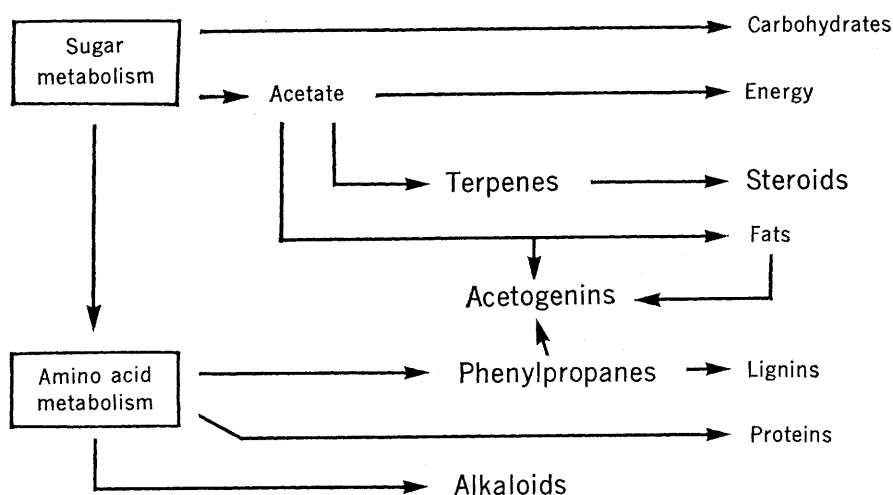 Carbohydrates
Sugar
metabolism
Acetate
Energy
Terpenes
Steroids
Fats
Acetogenins
Amino acid
metabolism
Phenylpropanes
Lignins
Proteins
Alkaloids